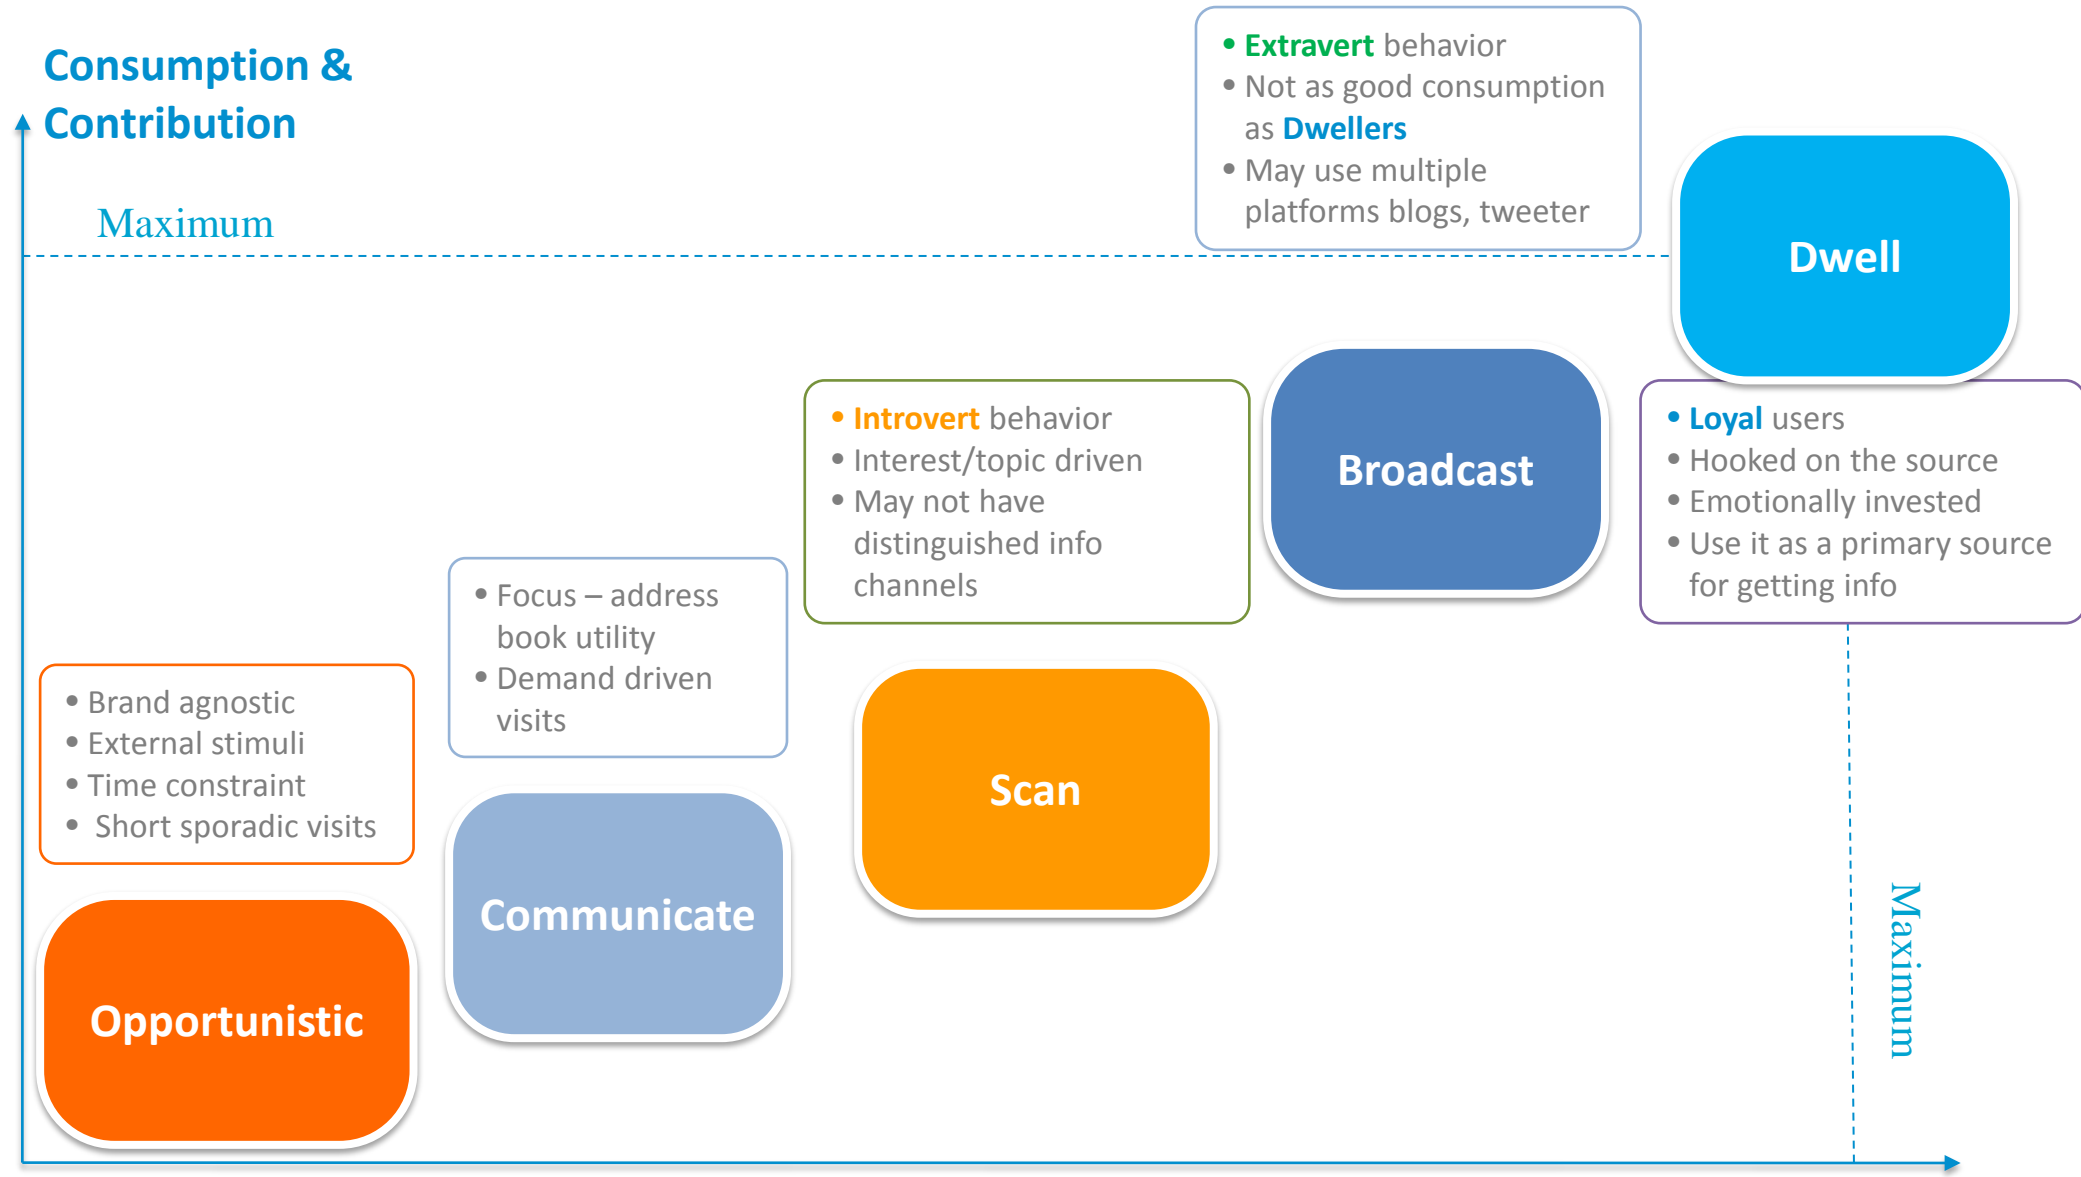 Consumption &
Contribution
Maximum
• Extravert behavior
• Not as good consumption
as Dwellers
• May use multiple
platforms blogs, tweeter
Dwell
• Introvert behavior
• Interest/topic driven
• May not have
distinguished info
channels
Broadcast
• Loyal users
• Hooked on the source
• Emotionally invested
• Use it as a primary source
for getting info
• Focus – address
book utility
• Demand driven
visits
• Brand agnostic
• External stimuli
• Time constraint
• Short sporadic visits
Scan
Communicate
Opportunistic
Maximum